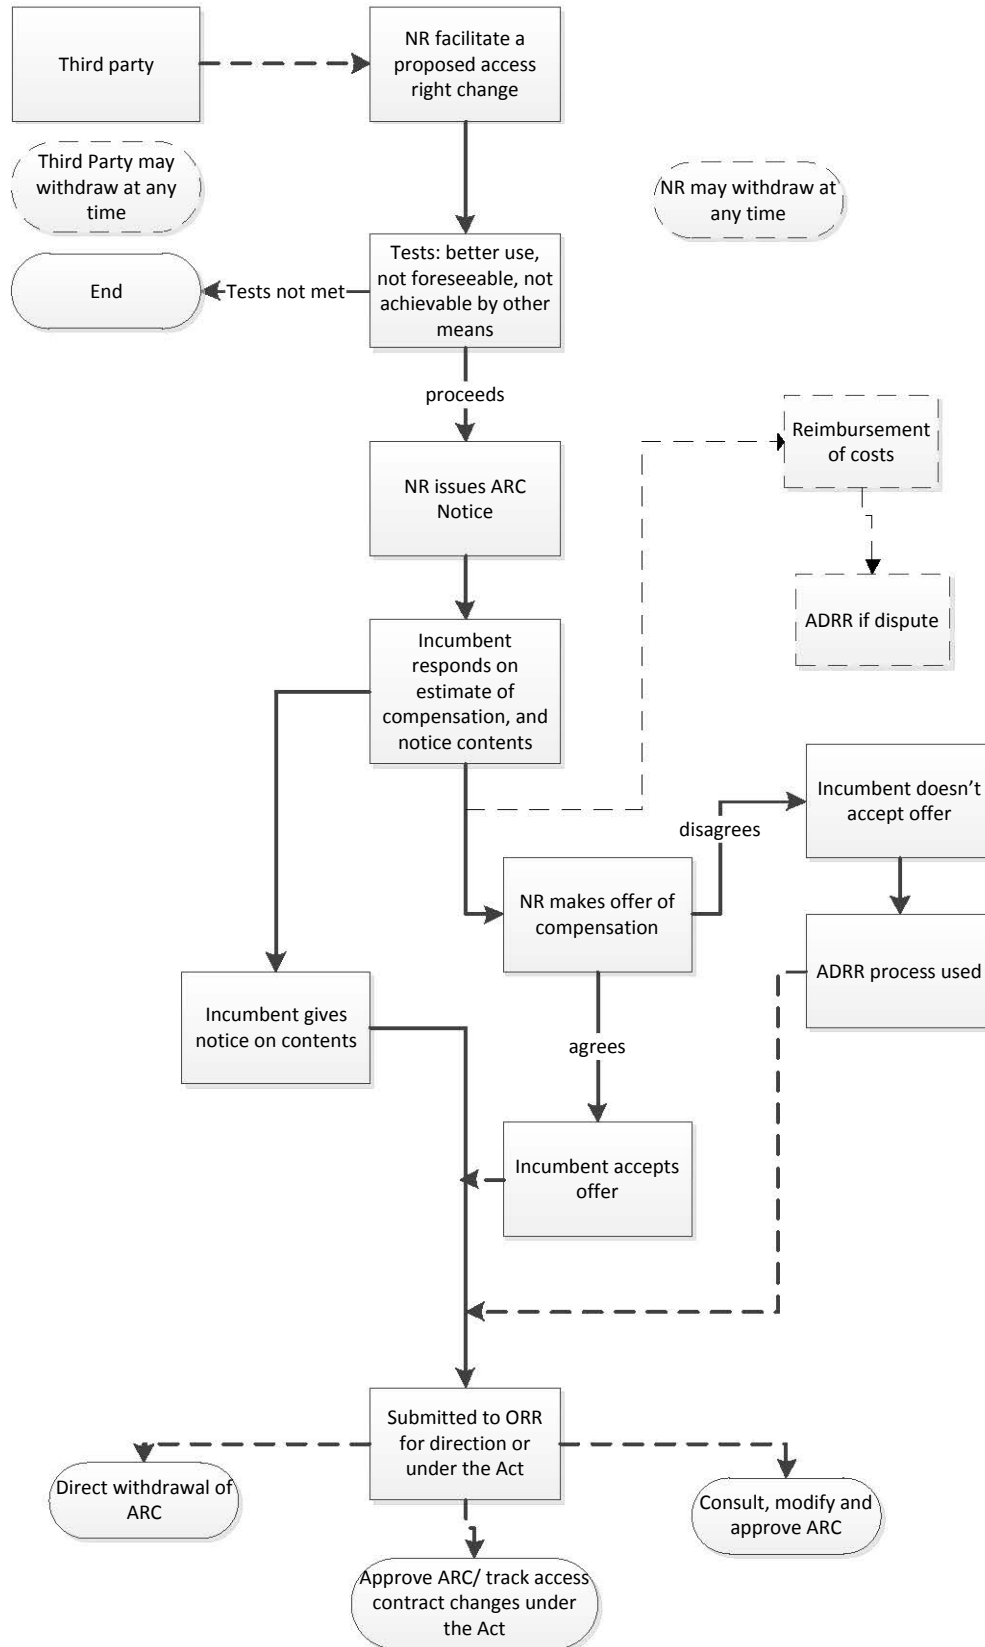 Third party
NR facilitate a
proposed access
right change
Third Party may
withdraw at any
time
NR may withdraw at
any time
Tests: better use,
not foreseeable, not
achievable by other
means
Tests not met
End
proceeds
Reimbursement
of costs
NR issues ARC
Notice
ADRR if dispute
Incumbent
responds on
estimate of
compensation, and
notice contents
Incumbent doesn’t
accept offer
disagrees
NR makes offer of
compensation
ADRR process used
Incumbent gives
notice on contents
agrees
Incumbent accepts
offer
Submitted to ORR
for direction or
under the Act
Direct withdrawal of
ARC
Consult, modify and
approve ARC
Approve ARC/ track access
contract changes under
the Act